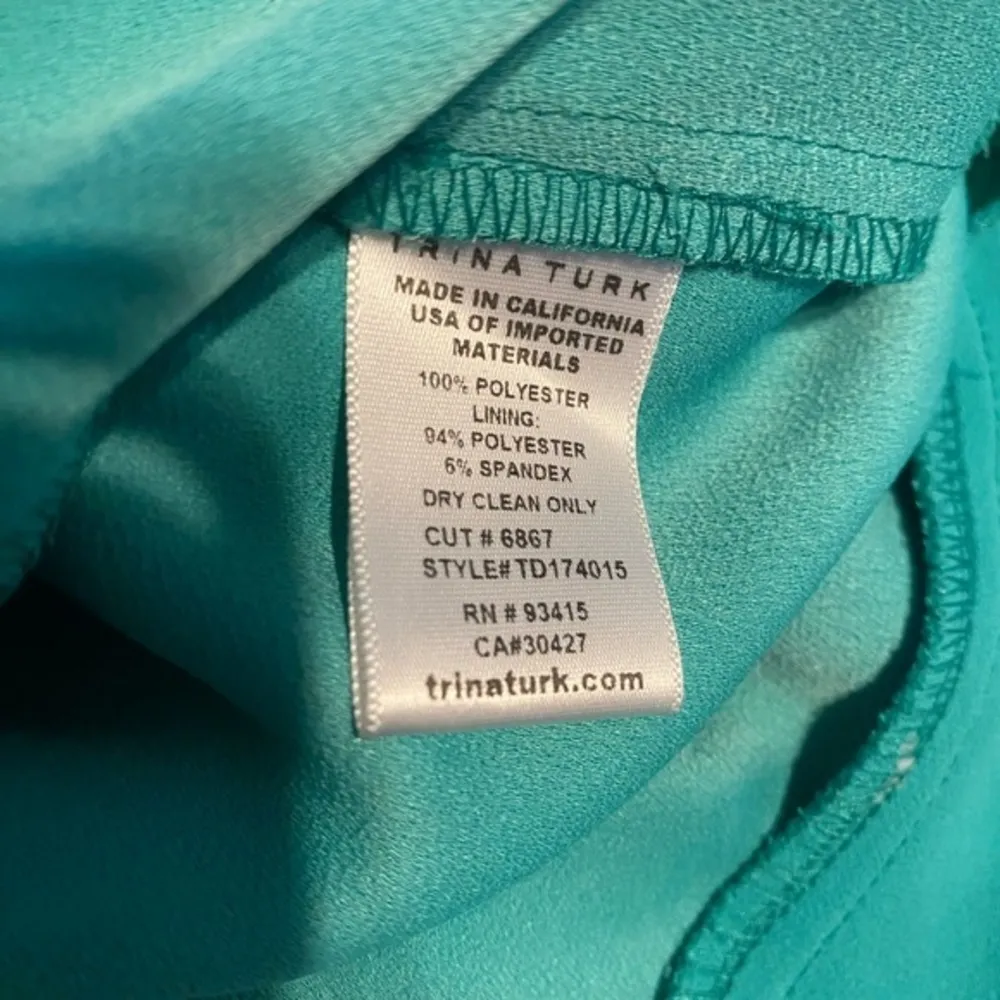 TRINA TURK
MADE IN CALIFORNIA
USA OF IMPORTED
MATERIALS
100% POLYESTER
LINING:
94% POLYESTER
6% SPANDEX
DRY CLEAN ONLY
CUT # 6867
STYLE# TD174015
RN # 93415
CA#30427
trinaturk.com